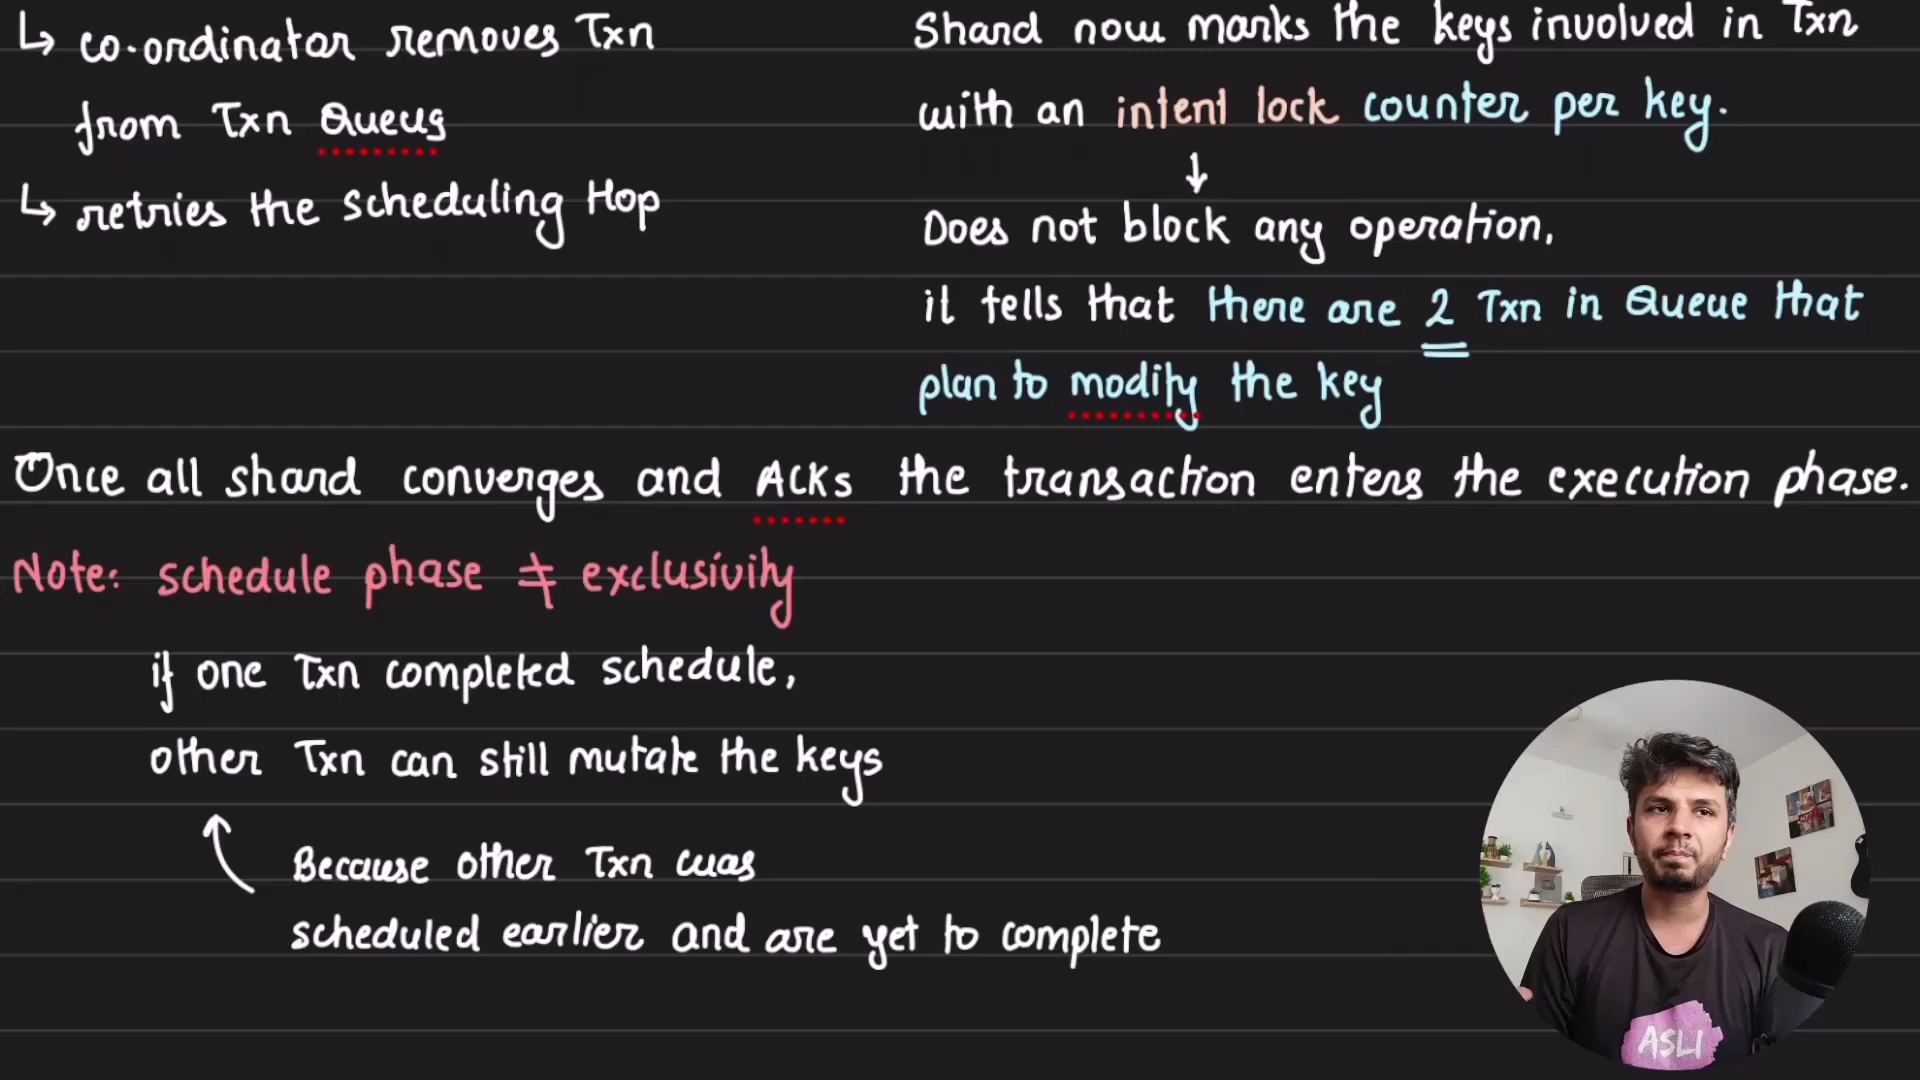 ↳ co-ordinator removes Txn
from Txn Queue
↳ retries the scheduling Hop
Shard now marks the keys involved in Txn
with an intent lock counter per key.
↓
Does not block any operation,
it tells that there are 2 Txn in Queue that
plan to modify the key
Once all shard converges and ACKs the transaction enters the execution phase.
Note: schedule phase ≠ exclusivity
if one Txn completed schedule,
other Txn can still mutate the keys
Because other Txn was
scheduled earlier and are yet to complete
ASLI